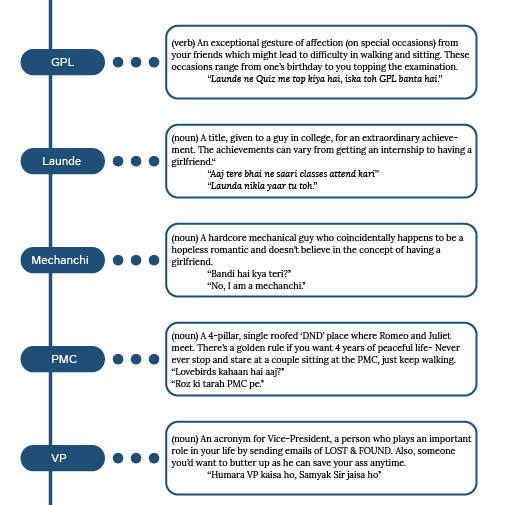 GPL
(verb) An exceptional gesture of affection (on special occasions) from
your friends which might lead to difficulty in walking and sitting. These
occasions range from one's birthday to you topping the examination.
"Launde ne Quiz me top kiya hai, iska toh GPL banta hai."
Launde
(noun) A title, given to a guy in college, for an extraordinary achieve-
ment. The achievements can vary from getting an internship to having a
girlfriend."
"Aaj tere bhai ne saari classes attend kari"
"Launda nikla yaar tu toh."
Mechanchi
(noun) A hardcore mechanical guy who coincidentally happens to be a
hopeless romantic and doesn't believe in the concept of having a
girlfriend.
"Bandi hai kya teri?"
"No, I am a mechanchi."
PMC
(noun) A 4-pillar, single roofed 'DND' place where Romeo and Juliet
meet. There's a golden rule if you want 4 years of peaceful life- Never
ever stop and stare at a couple sitting at the PMC, just keep walking.
"Lovebirds kahaan hai aaj?"
"Roz ki tarah PMC pe."
VP
(noun) An acronym for Vice-President, a person who plays an important
role in your life by sending emails of LOST & FOUND. Also, someone
you'd want to butter up as he can save your ass anytime.
"Humara VP kaisa ho, Samyak Sir jaisa ho"